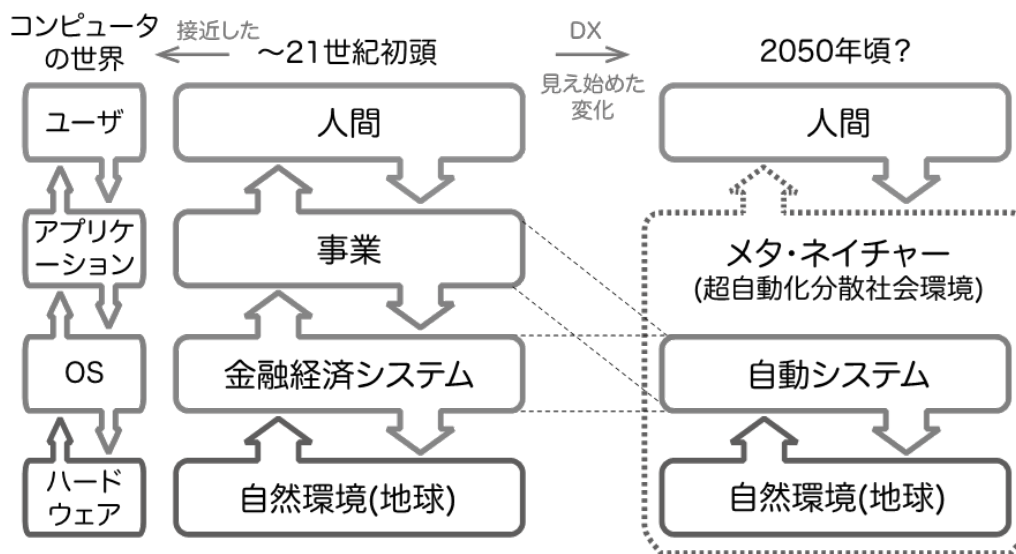 コンピュータ
の世界
接近した
～21世紀初頭
DX
見え始めた
変化
2050年頃？
ユーザ
人間
人間
アプリケ
ーション
事業
メタ・ネイチャー
(超自動化分散社会環境)
OS
金融経済システム
自動システム
ハード
ウェア
自然環境(地球)
自然環境(地球)